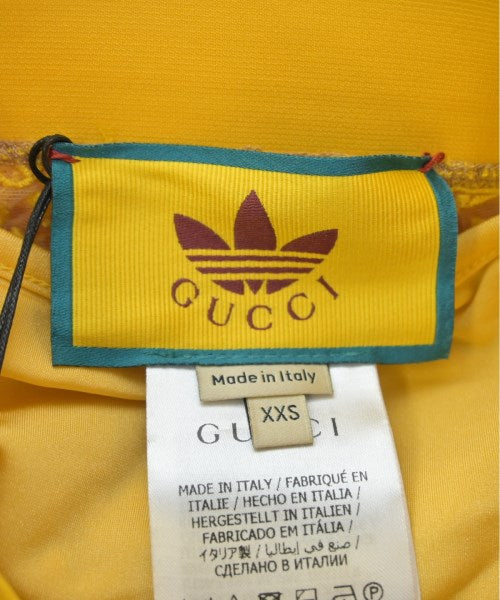 GUCCI
Made in Italy
XXS
GUCCI
MADE IN ITALY / FABRIQUÉ EN
ITALIE / HECHO EN ITALIA /
HERGESTELLT IN ITALIEN /
FABRICADO EM ITÁLIA /
イタリア製 / صنع في إيطاليا /
СДЕЛАНО В ИТАЛИИ